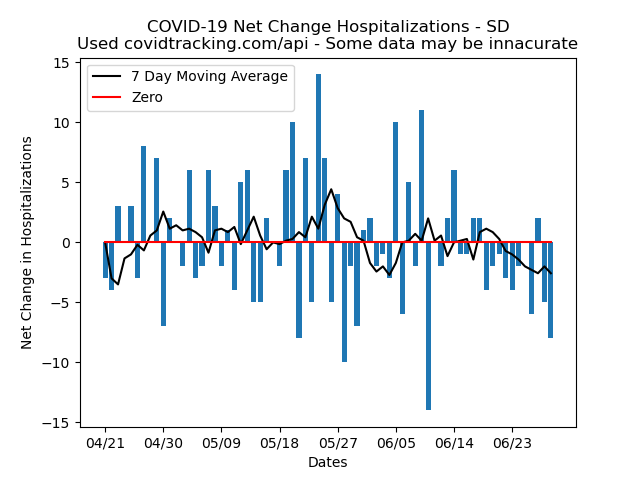 COVID-19 Net Change Hospitalizations - SD
Used covidtracking.com/api - Some data may be innacurate
7 Day Moving Average
Zero
Net Change in Hospitalizations
15
10
5
0
−5
−10
−15
04/21 04/30 05/09 05/18 05/27 06/05 06/14 06/23
Dates